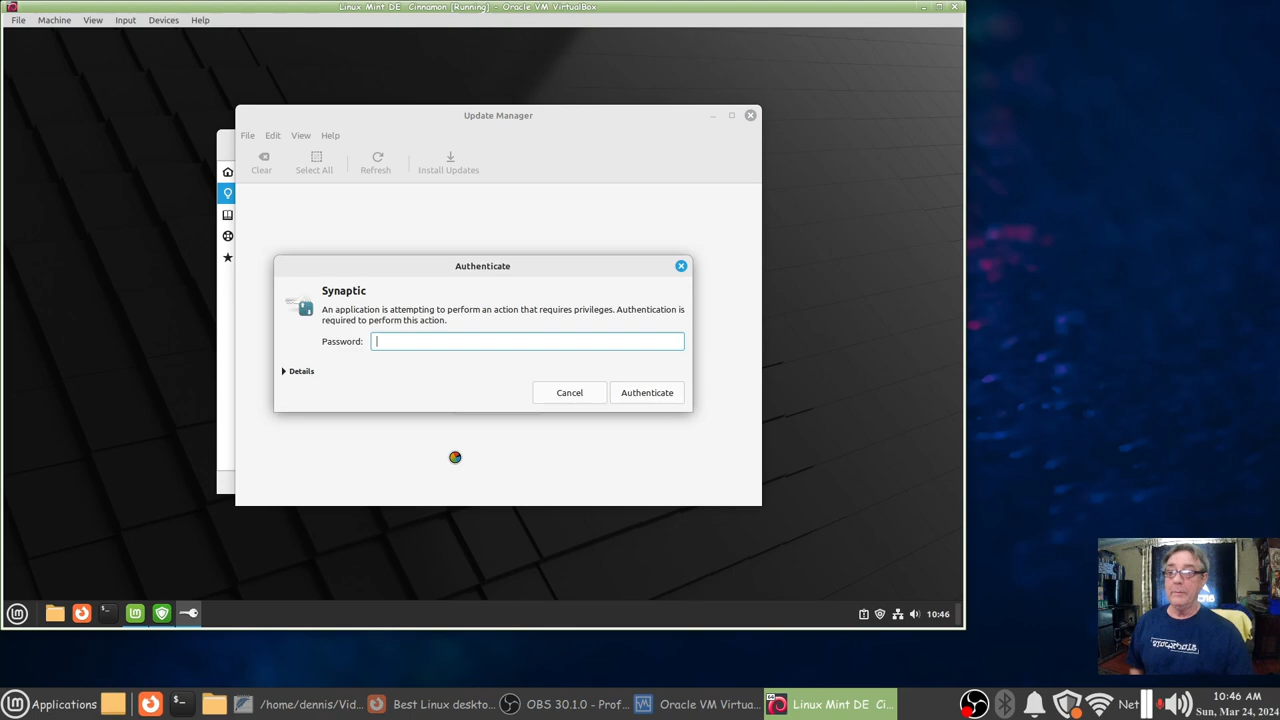 Linux Mint DE Cinnamon [Running] - Oracle VM VirtualBox
File Machine View Input Devices Help
Update Manager
File Edit View Help
Clear Select All Refresh Install Updates
Authenticate
Synaptic
An application is attempting to perform an action that requires privileges. Authentication is
required to perform this action.
Password:
Details
Cancel Authenticate
10:46
Applications /home/dennis/Vid... Best Linux deskto... OBS 30.1.0 - Prof... Oracle VM Virtua... Linux Mint DE Ci... Net 10:46 AM
Sun, Mar 24, 2024